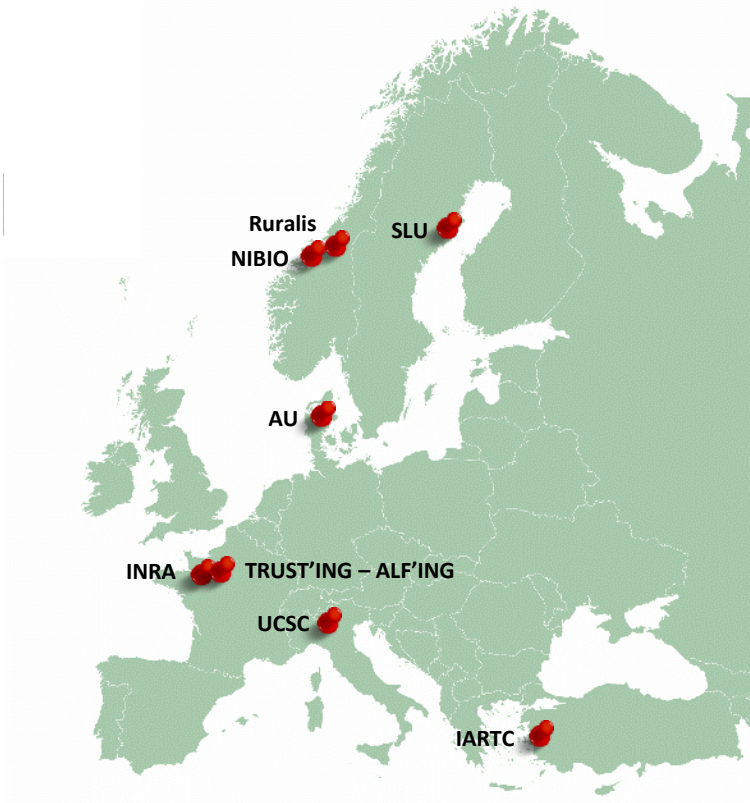 Ruralis
SLU
NIBIO
AU
INRA
TRUST'ING – ALF'ING
UCSC
IARTC